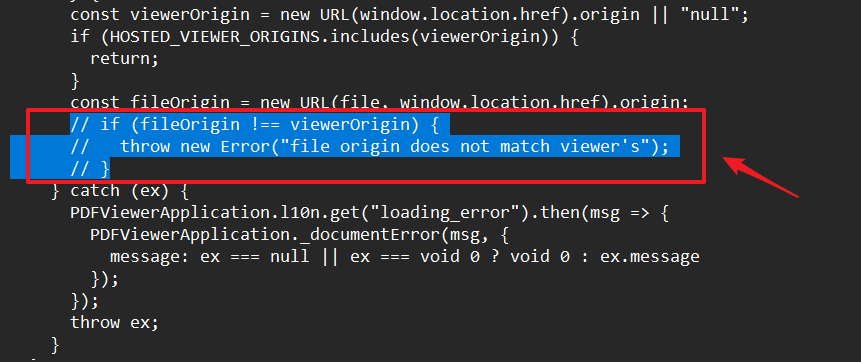 const viewerOrigin = new URL(window.location.href).origin || "null";
if (HOSTED_VIEWER_ORIGINS.includes(viewerOrigin)) {
return;
}
const fileOrigin = new URL(file, window.location.href).origin;
// if (fileOrigin !== viewerOrigin) {
//   throw new Error("file origin does not match viewer's");
// }
} catch (ex) {
PDFViewerApplication.l10n.get("loading_error").then(msg => {
PDFViewerApplication._documentError(msg, {
message: ex === null || ex === void 0 ? void 0 : ex.message
});
});
throw ex;
}